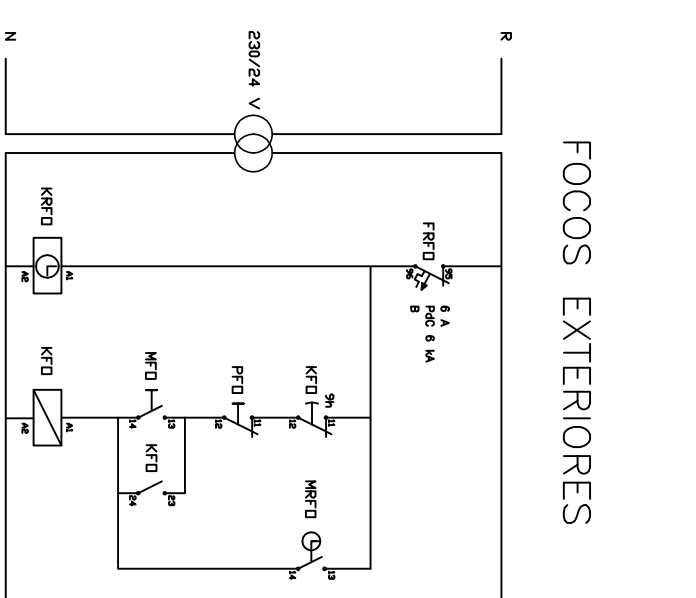 FOCOS EXTERIORES
R
230/24 V
N
FRFO
95
96
6 A
PdC 6 kA
B
KRFO
A1
A2
KFO
9h
11
12
PFO
11
12
MFO
13
14
KFO
A1
A2
KFO
23
24
MRFO
13
14